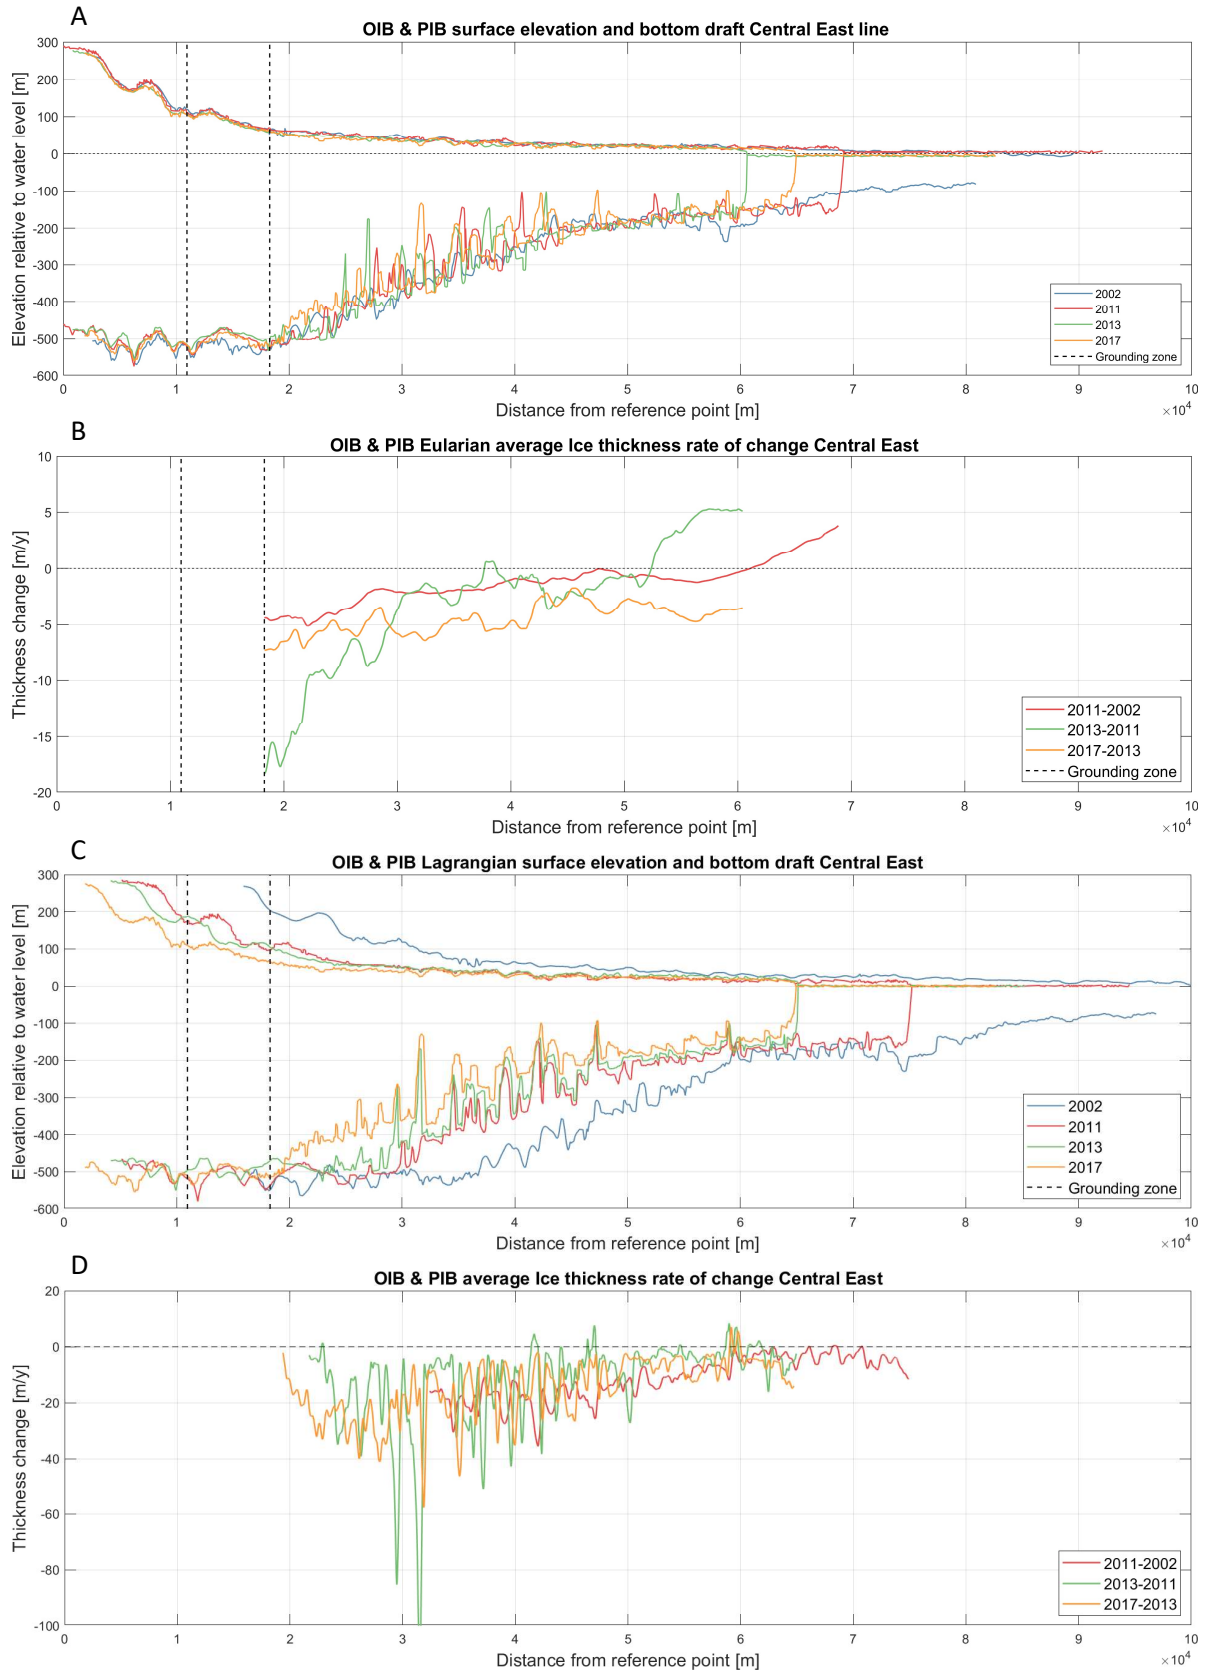 A
OIB & PIB surface elevation and bottom draft Central East line
Elevation relative to water level [m]
300
200
100
0
-100
-200
-300
-400
-500
-600
2002
2011
2013
2017
Grounding zone
0 1 2 3 4 5 6 7 8 9 10
Distance from reference point [m]
×10^4
B
OIB & PIB Eularian average Ice thickness rate of change Central East
Thickness change [m/y]
10
5
0
-5
-10
-15
-20
2011-2002
2013-2011
2017-2013
Grounding zone
0 1 2 3 4 5 6 7 8 9 10
Distance from reference point [m]
×10^4
C
OIB & PIB Lagrangian surface elevation and bottom draft Central East
Elevation relative to water level [m]
300
200
100
0
-100
-200
-300
-400
-500
-600
2002
2011
2013
2017
Grounding zone
0 1 2 3 4 5 6 7 8 9 10
Distance from reference point [m]
×10^4
D
OIB & PIB average Ice thickness rate of change Central East
Thickness change [m/y]
20
0
-20
-40
-60
-80
-100
2011-2002
2013-2011
2017-2013
0 1 2 3 4 5 6 7 8 9 10
Distance from reference point [m]
×10^4